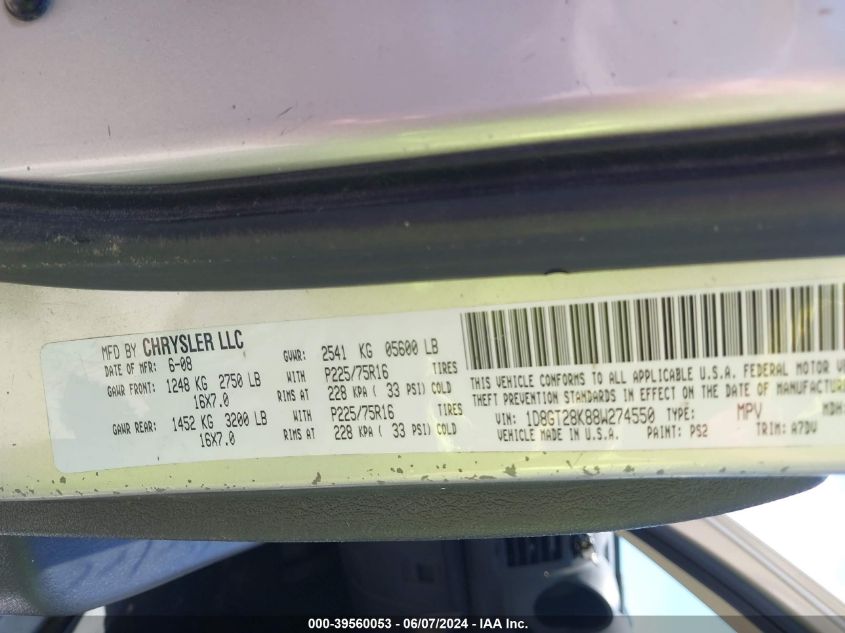 MFD BY CHRYSLER LLC
DATE OF MFR: 6-08
GVWR: 2541 KG 05600 LB
GAWR FRONT: 1248 KG 2750 LB WITH P225/75R16 TIRES
16X7.0 RIMS AT 228 KPA ( 33 PSI) COLD
GAWR REAR: 1452 KG 3200 LB WITH P225/75R16 TIRES
16X7.0 RIMS AT 228 KPA ( 33 PSI) COLD
THIS VEHICLE CONFORMS TO ALL APPLICABLE U.S.A. FEDERAL MOTOR
THEFT PREVENTION STANDARDS IN EFFECT ON THE DATE OF MANUFACTURE
VIN: 1D8GT28K88W274550 TYPE: MPV MDH:
VEHICLE MADE IN U.S.A. PAINT: PS2 TRIM: A7DV
000-39560053 - 06/07/2024 - IAA Inc.